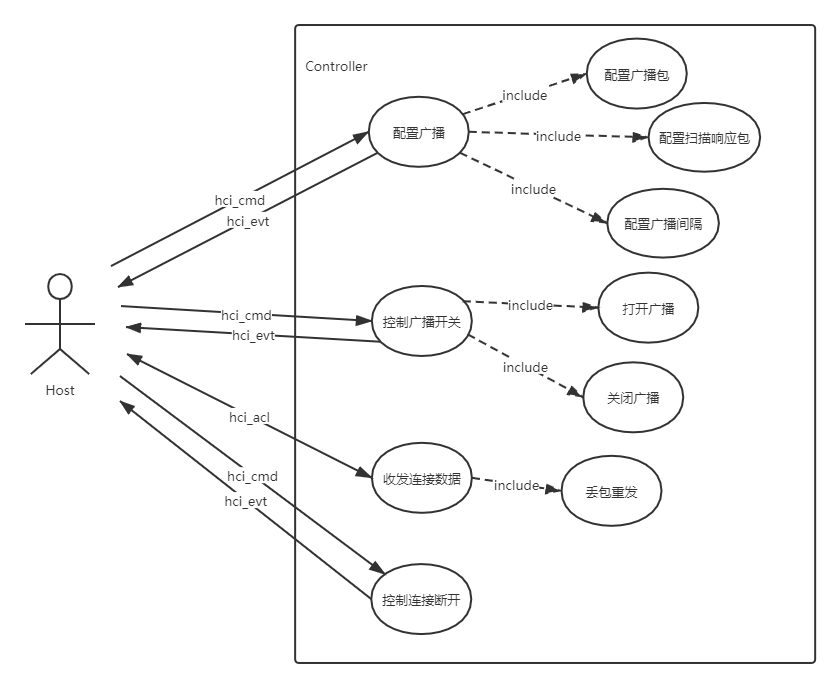 Controller
配置广播包
include
配置广播
include
配置扫描响应包
include
配置广播间隔
hci_cmd
hci_evt
hci_cmd
控制广播开关
include
打开广播
hci_evt
include
关闭广播
Host
hci_acl
收发连接数据
include
丢包重发
hci_cmd
hci_evt
控制连接断开